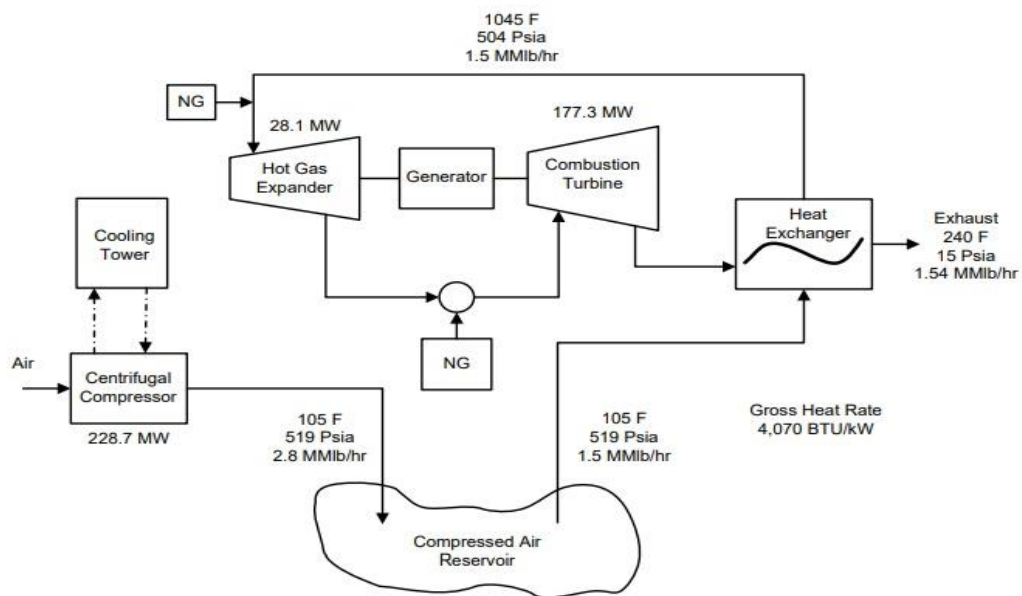 1045 F
504 Psia
1.5 MMlb/hr
NG
28.1 MW
177.3 MW
Hot Gas
Expander
Generator
Combustion
Turbine
Heat
Exchanger
Exhaust
240 F
15 Psia
1.54 MMlb/hr
Cooling
Tower
NG
Air
Centrifugal
Compressor
228.7 MW
105 F
519 Psia
2.8 MMlb/hr
105 F
519 Psia
1.5 MMlb/hr
Gross Heat Rate
4,070 BTU/kW
Compressed Air
Reservoir